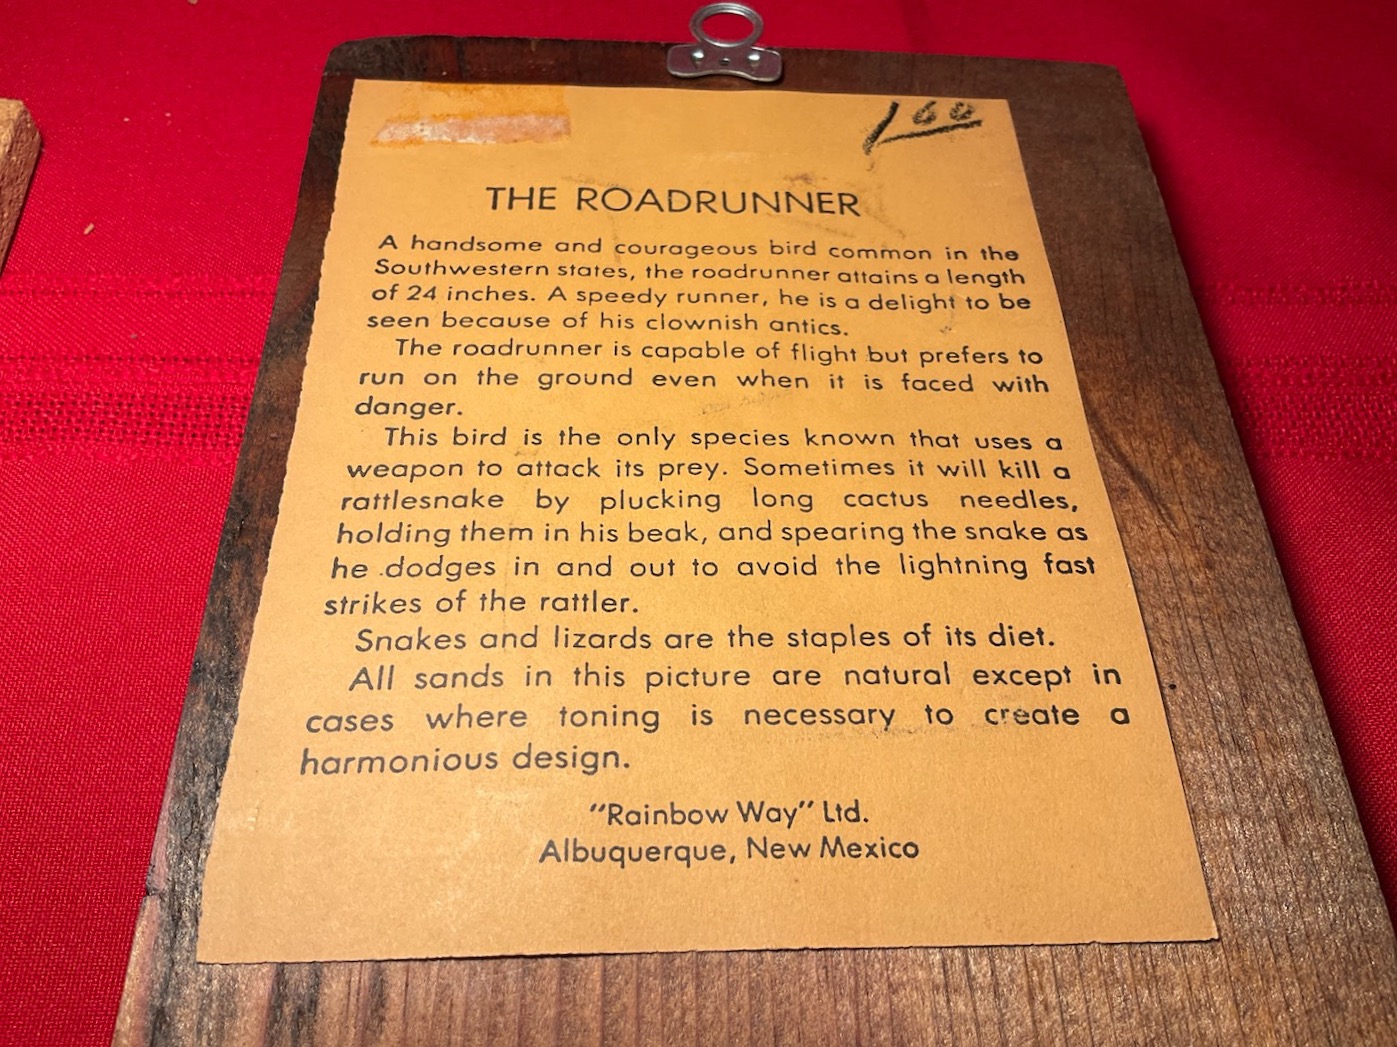 1 60
THE ROADRUNNER
A handsome and courageous bird common in the
Southwestern states, the roadrunner attains a length
of 24 inches. A speedy runner, he is a delight to be
seen because of his clownish antics.
The roadrunner is capable of flight but prefers to
run on the ground even when it is faced with
danger.
This bird is the only species known that uses a
weapon to attack its prey. Sometimes it will kill a
rattlesnake by plucking long cactus needles,
holding them in his beak, and spearing the snake as
he dodges in and out to avoid the lightning fast
strikes of the rattler.
Snakes and lizards are the staples of its diet.
All sands in this picture are natural except in
cases where toning is necessary to create a
harmonious design.
"Rainbow Way" Ltd.
Albuquerque, New Mexico